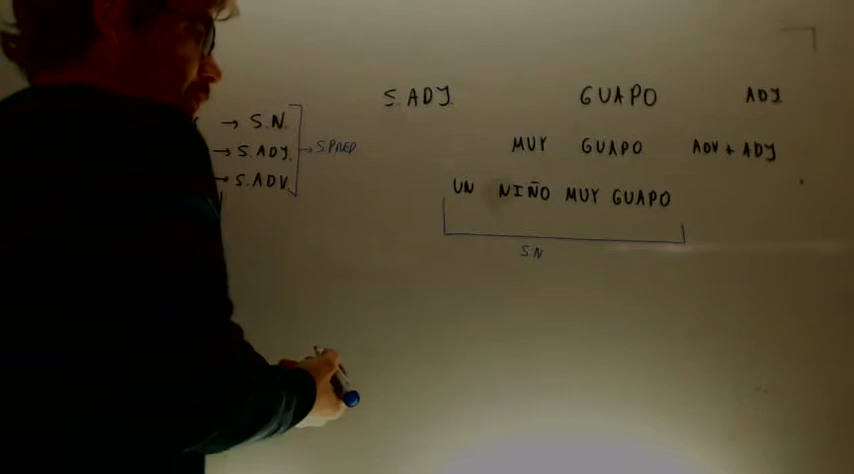 → S.N.
→ S.ADJ. → S.PREP
→ S.ADV.
S.ADJ. GUAPO ADJ
MUY GUAPO ADV + ADJ
UN NIÑO MUY GUAPO
S.N